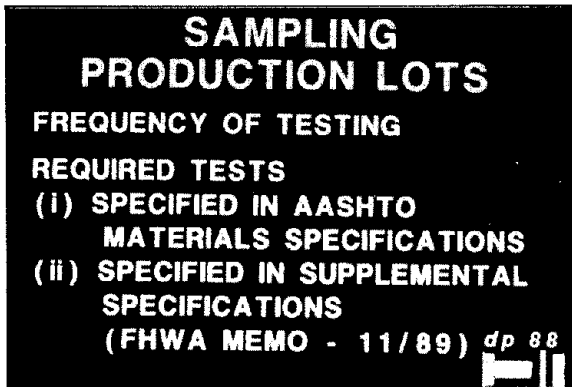 SAMPLING
PRODUCTION LOTS
FREQUENCY OF TESTING
REQUIRED TESTS
(i) SPECIFIED IN AASHTO
MATERIALS SPECIFICATIONS
(ii) SPECIFIED IN SUPPLEMENTAL
SPECIFICATIONS
(FHWA MEMO - 11/89) dp 88